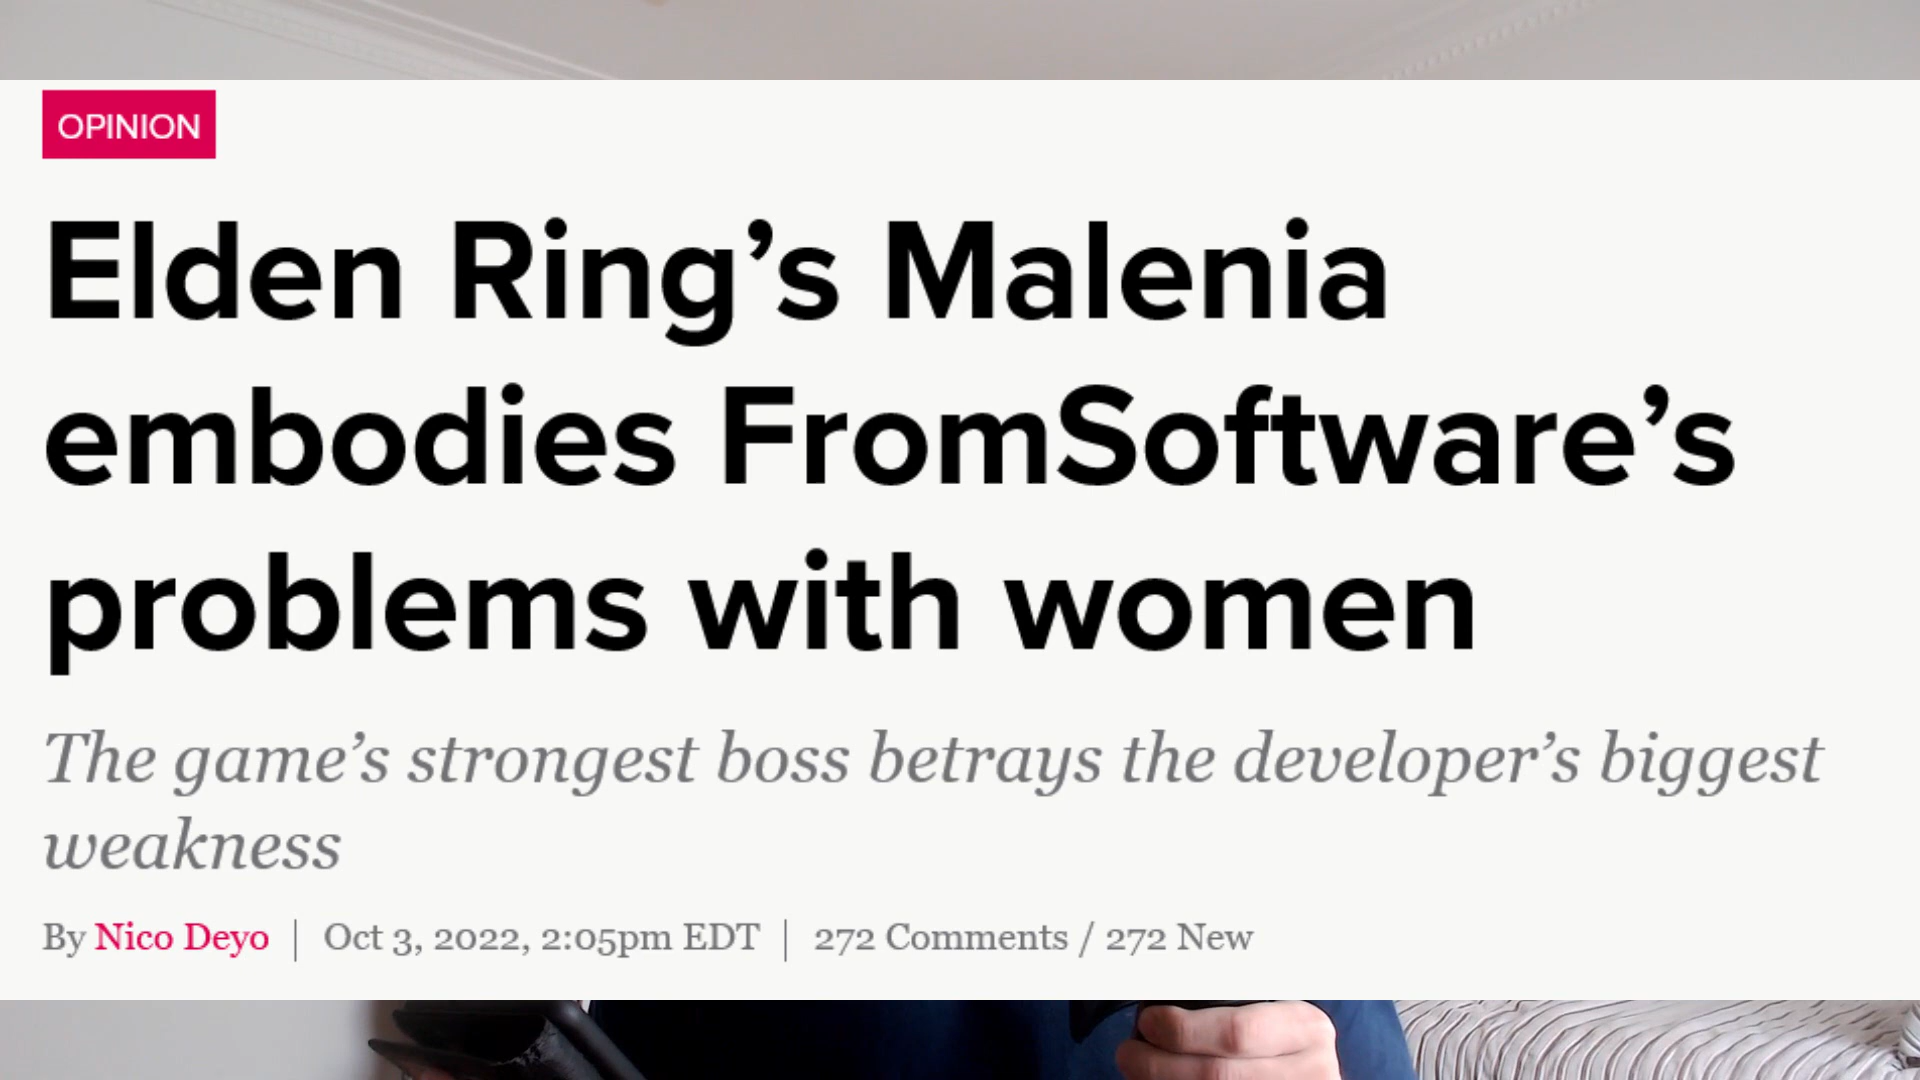 OPINION
Elden Ring’s Malenia
embodies FromSoftware’s
problems with women
The game’s strongest boss betrays the developer’s biggest
weakness
By Nico Deyo | Oct 3, 2022, 2:05pm EDT | 272 Comments / 272 New